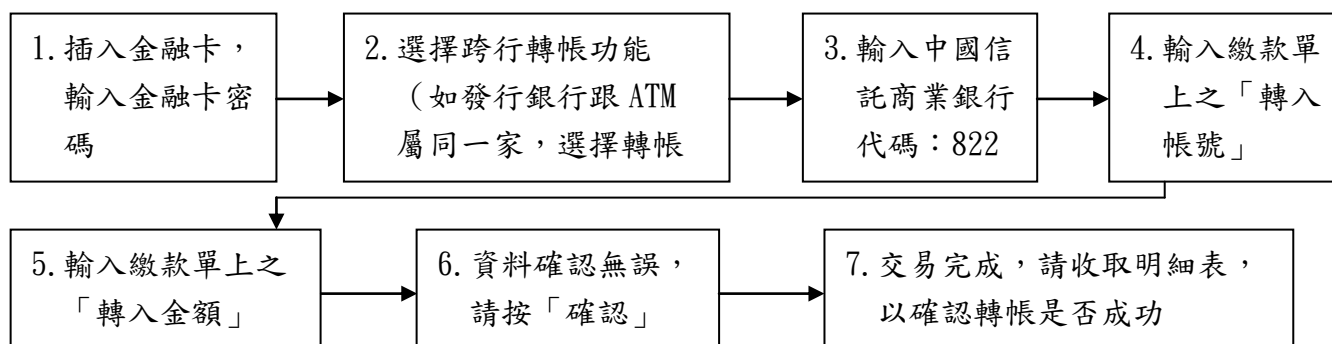 1.插入金融卡，
輸入金融卡密
碼
2.選擇跨行轉帳功能
（如發行銀行跟 ATM
屬同一家，選擇轉帳
3.輸入中國信
託商業銀行
代碼：822
4.輸入繳款單
上之「轉入
帳號」
5.輸入繳款單上之
「轉入金額」
6.資料確認無誤，
請按「確認」
7.交易完成，請收取明細表，
以確認轉帳是否成功